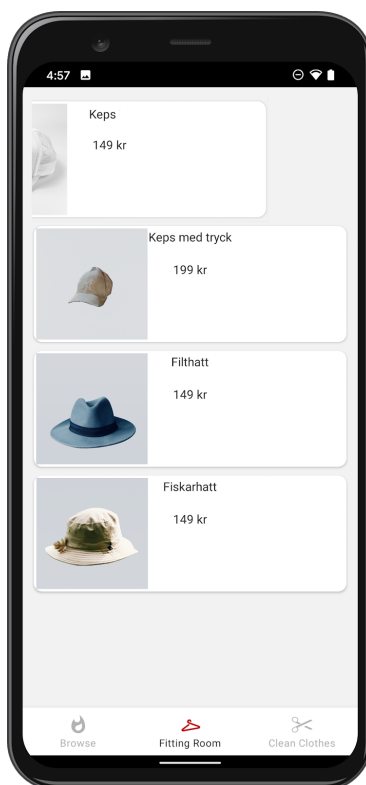 4:57
Keps
149 kr
Keps med tryck
199 kr
Filthatt
149 kr
Fiskarhatt
149 kr
Browse
Fitting Room
Clean Clothes